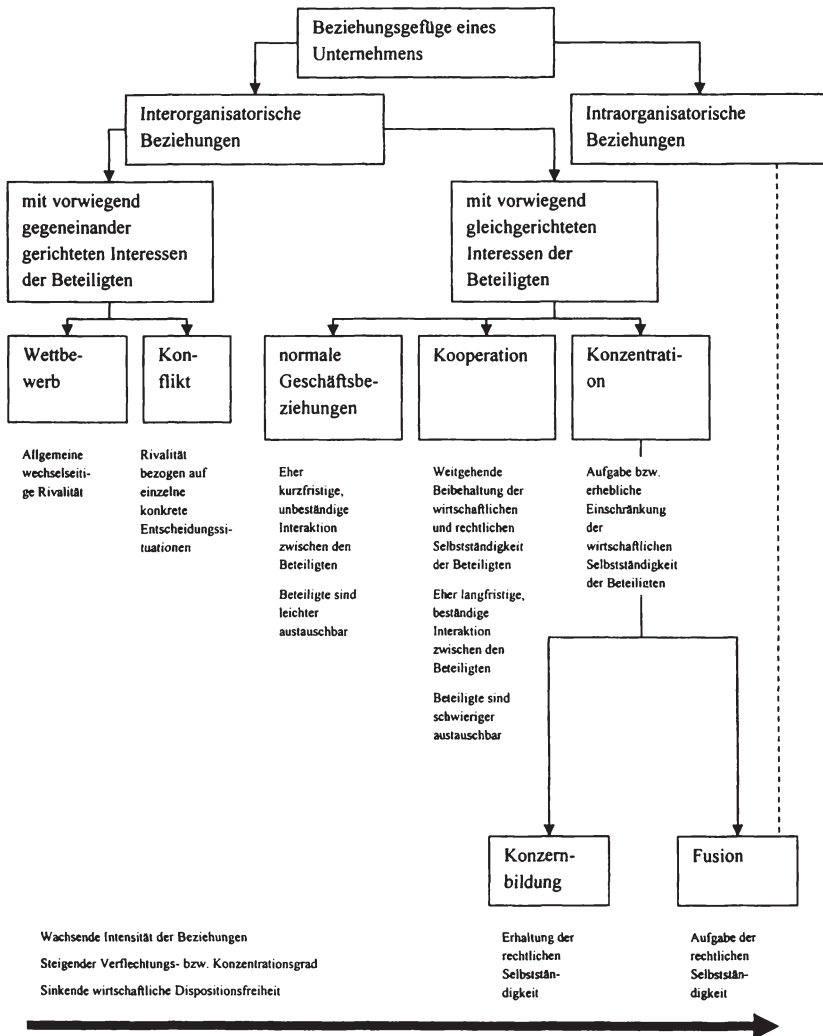 Beziehungsgefüge eines
Unternehmens
Interorganisatorische
Beziehungen
Intraorganisatorische
Beziehungen
mit vorwiegend
gegeneinander
gerichteten Interessen
der Beteiligten
mit vorwiegend
gleichgerichteten
Interessen der
Beteiligten
Wettbe-
werb
Kon-
flikt
normale
Geschäftsbe-
ziehungen
Kooperation
Konzentrati-
on
Allgemeine
wechselseiti-
ge Rivalität
Rivalität
bezogen auf
einzelne
konkrete
Entscheidungssi-
tuationen
Eher
kurzfristige,
unbeständige
Interaktion
zwischen den
Beteiligten
Beteiligte sind
leichter
austauschbar
Weitgehende
Beibehaltung der
wirtschaftlichen
und rechtlichen
Selbstständigkeit
der Beteiligten
Eher langfristige,
beständige
Interaktion
zwischen den
Beteiligten
Beteiligte sind
schwieriger
austauschbar
Aufgabe bzw.
erhebliche
Einschränkung
der
wirtschaftlichen
Selbstständigkeit
der Beteiligten
Konzern-
bildung
Fusion
Erhaltung der
rechtlichen
Selbststän-
digkeit
Aufgabe der
rechtlichen
Selbststän-
digkeit
Wachsende Intensität der Beziehungen
Steigender Verflechtungs- bzw. Konzentrationsgrad
Sinkende wirtschaftliche Dispositionsfreiheit